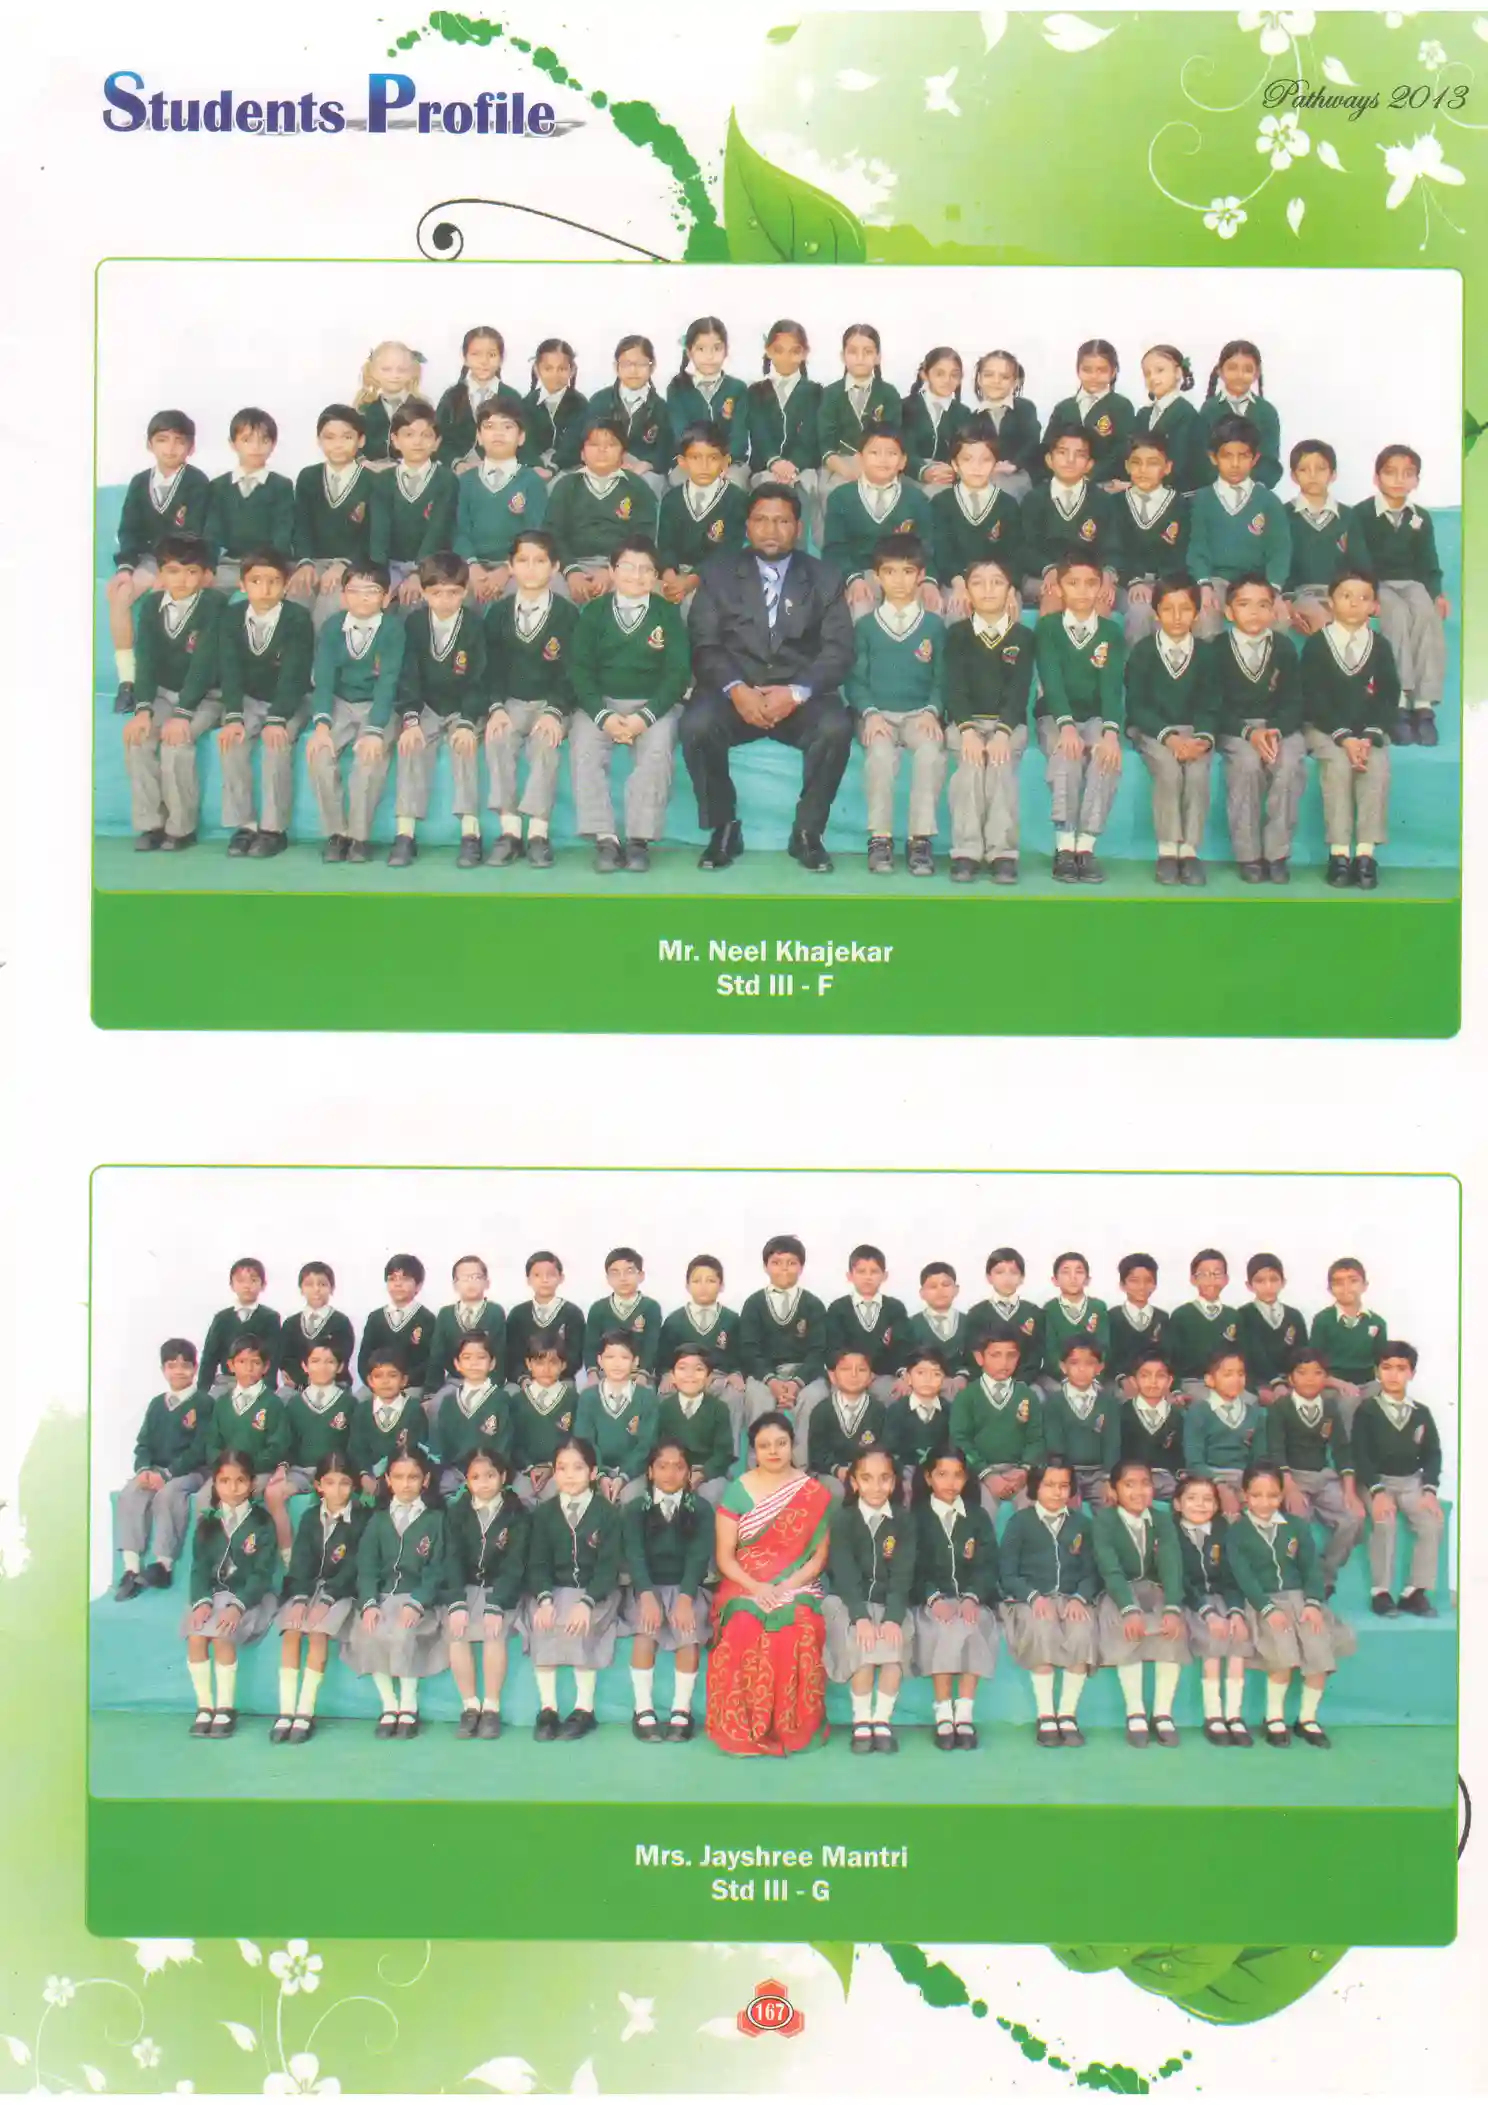 Students Profile
Pathways 2013
Mr. Neel Khajekar
Std III - F
Mrs. Jayshree Mantri
Std III - G
167